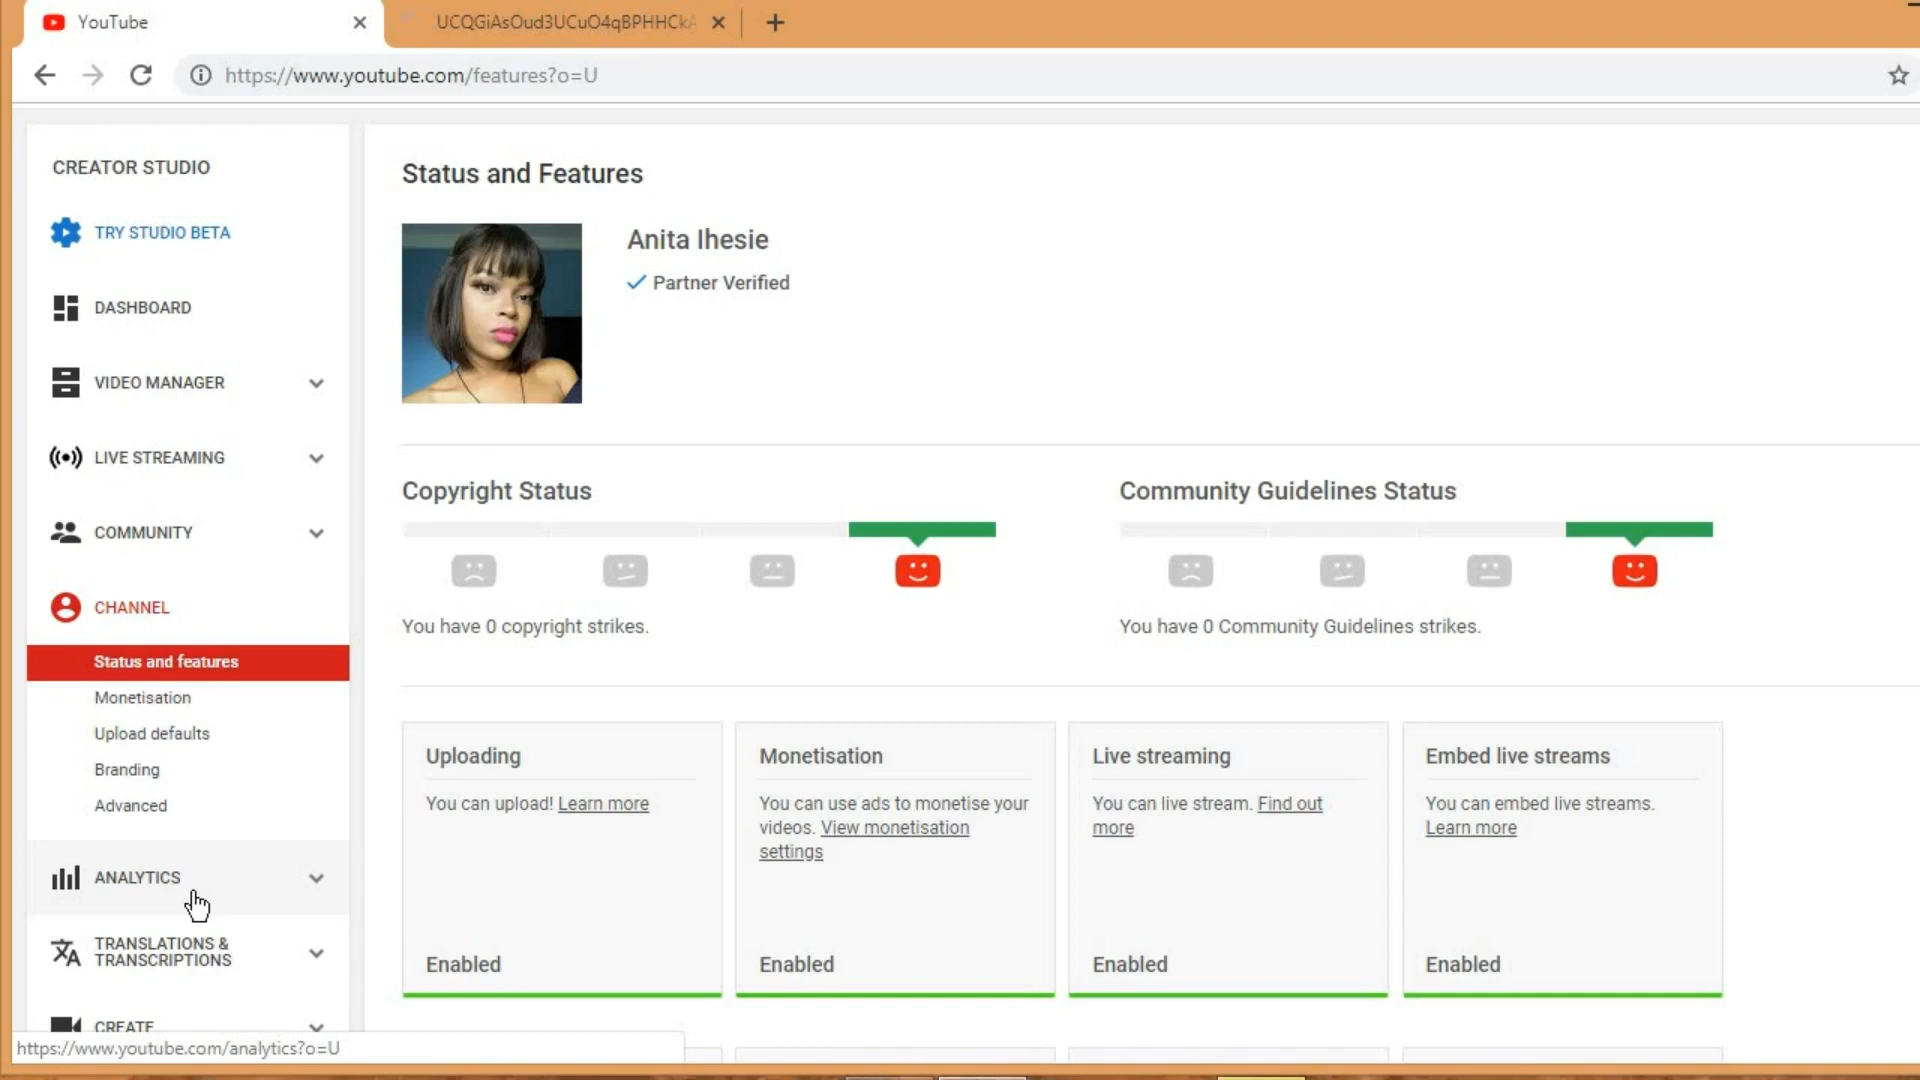 YouTube
UCQGiAsOud3UCuO4qBPHHCkA
https://www.youtube.com/features?o=U
CREATOR STUDIO
TRY STUDIO BETA
DASHBOARD
VIDEO MANAGER
LIVE STREAMING
COMMUNITY
CHANNEL
Status and features
Monetisation
Upload defaults
Branding
Advanced
ANALYTICS
TRANSLATIONS &
TRANSCRIPTIONS
CREATE
https://www.youtube.com/analytics?o=U
Status and Features
Anita Ihesie
Partner Verified
Copyright Status
You have 0 copyright strikes.
Community Guidelines Status
You have 0 Community Guidelines strikes.
Uploading
You can upload! Learn more
Enabled
Monetisation
You can use ads to monetise your
videos. View monetisation
settings
Enabled
Live streaming
You can live stream. Find out
more
Enabled
Embed live streams
You can embed live streams.
Learn more
Enabled